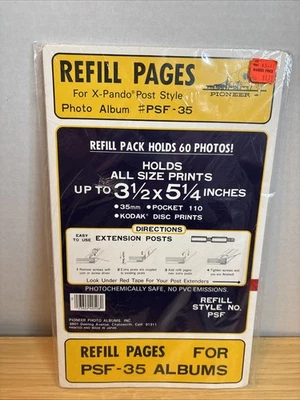 REFILL PAGES
For X-Pando® Post Style
Photo Album #PSF-35
PIONEER
REFILL PACK HOLDS 60 PHOTOS!
HOLDS
ALL SIZE PRINTS
UP TO 3½ x 5¼ INCHES
• 35mm • POCKET 110
• KODAK® DISC PRINTS
DIRECTIONS
EASY TO USE
EXTENSION POSTS
Look Under Red Tape For Your Post Extenders
PHOTOCHEMICALLY SAFE, NO PVC EMISSIONS.
REFILL
STYLE NO.
PSF
PIONEER PHOTO ALBUMS, INC.
Chatsworth, Calif. 91311
REFILL PAGES FOR
PSF-35 ALBUMS